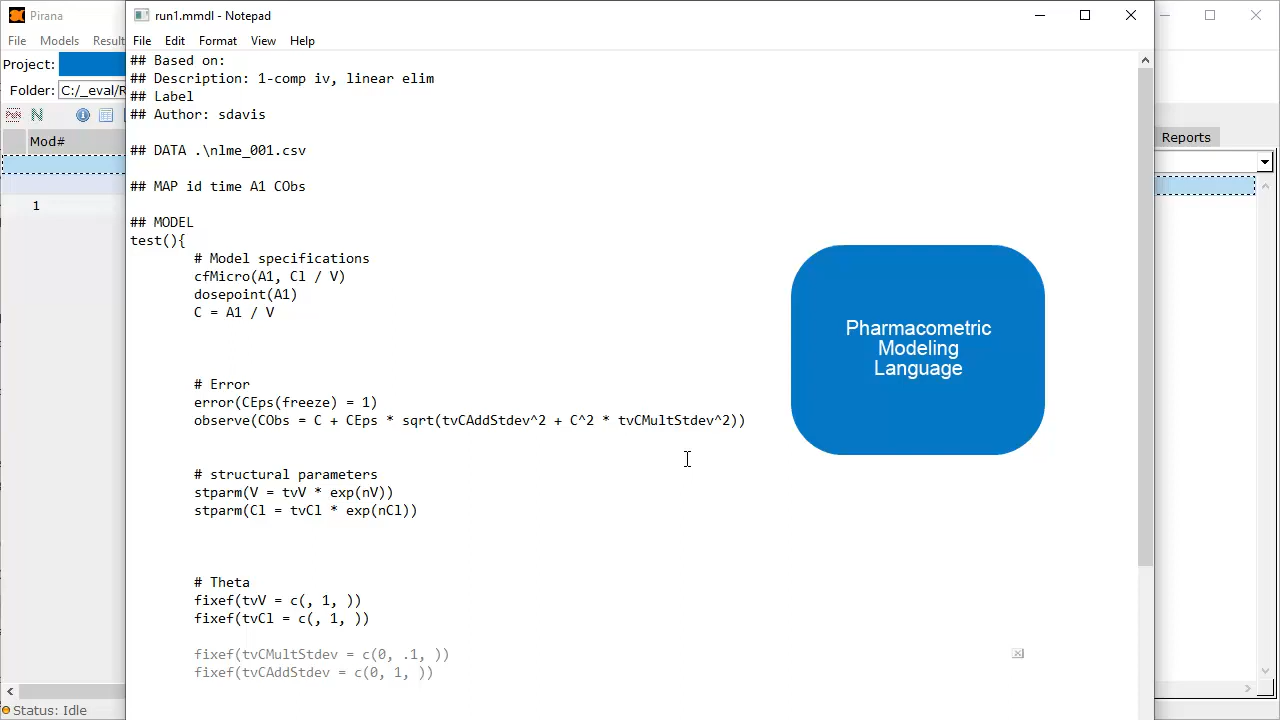 Pirana
run1.mmdl - Notepad
File Models Result
File Edit Format View Help
Project:
Folder: C:/_eval/R
Mod#
1
Reports
## Based on:
## Description: 1-comp iv, linear elim
## Label
## Author: sdavis
## DATA .\nlme_001.csv
## MAP id time A1 CObs
## MODEL
test(){
# Model specifications
cfMicro(A1, Cl / V)
dosepoint(A1)
C = A1 / V
# Error
error(CEps(freeze) = 1)
observe(CObs = C + CEps * sqrt(tvCAddStdev^2 + C^2 * tvCMultStdev^2))
# structural parameters
stparm(V = tvV * exp(nV))
stparm(Cl = tvCl * exp(nCl))
# Theta
fixef(tvV = c(, 1, ))
fixef(tvCl = c(, 1, ))
fixef(tvCMultStdev = c(0, .1, ))
fixef(tvCAddStdev = c(0, 1, ))
Pharmacometric
Modeling
Language
Status: Idle